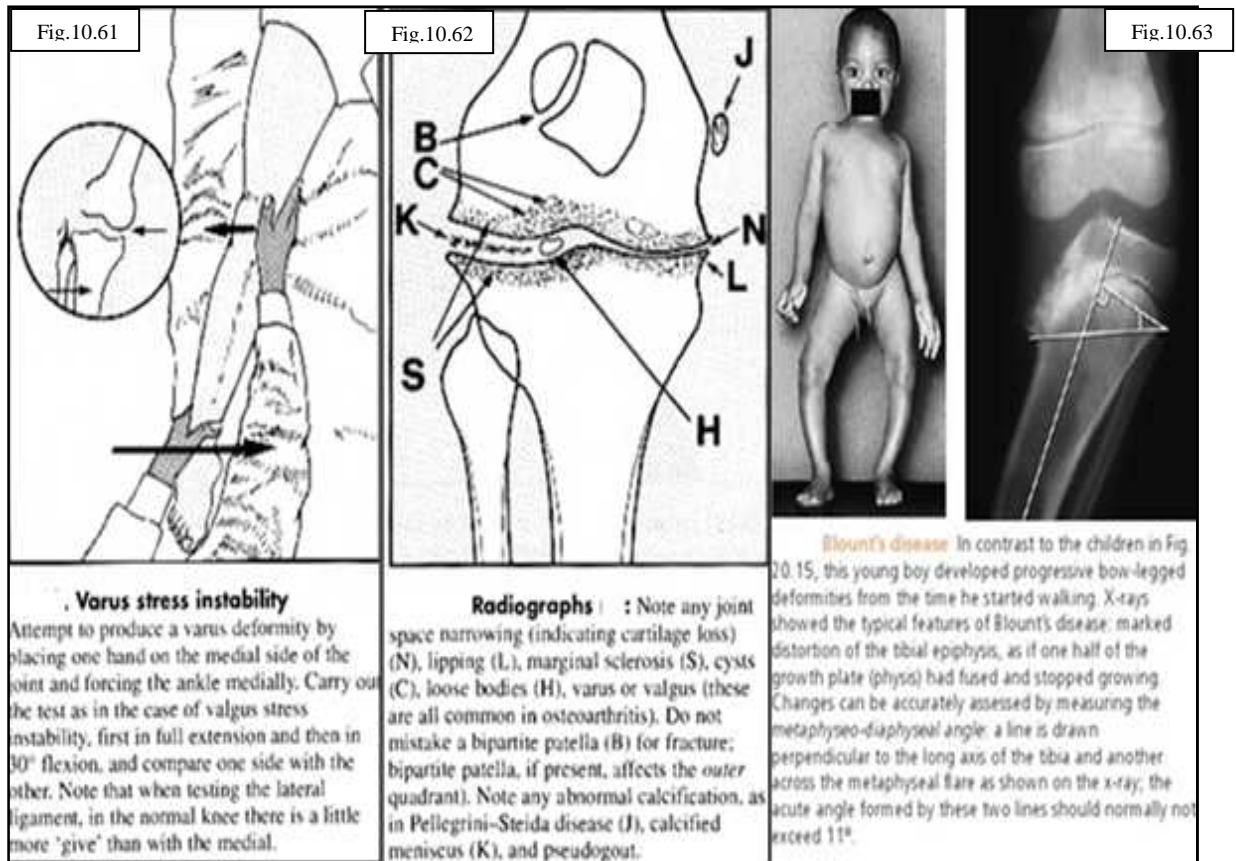 Fig.10.61
Fig.10.62
Fig.10.63
B
C
K
S
J
N
L
H
. Varus stress instability
Attempt to produce a varus deformity by
placing one hand on the medial side of the
joint and forcing the ankle medially. Carry out
the test as in the case of valgus stress
instability, first in full extension and then in
30° flexion, and compare one side with the
other. Note that when testing the lateral
ligament, in the normal knee there is a little
more 'give' than with the medial.
Radiographs : Note any joint
space narrowing (indicating cartilage loss)
(N), lipping (L), marginal sclerosis (S), cysts
(C), loose bodies (H), varus or valgus (these
are all common in osteoarthritis). Do not
mistake a bipartite patella (B) for fracture;
bipartite patella, if present, affects the outer
quadrant). Note any abnormal calcification, as
in Pellegrini–Steida disease (J), calcified
meniscus (K), and pseudogout.
Blount's disease In contrast to the children in Fig
20.15, this young boy developed progressive bow-legged
deformities from the time he started walking. X-rays
showed the typical features of Blount's disease: marked
distortion of the tibial epiphysis, as if one half of the
growth plate (physis) had fused and stopped growing.
Changes can be accurately assessed by measuring the
metaphyseo-diaphyseal angle: a line is drawn
perpendicular to the long axis of the tibia and another
across the metaphyseal flare as shown on the x-ray; the
acute angle formed by these two lines should normally not
exceed 11°.